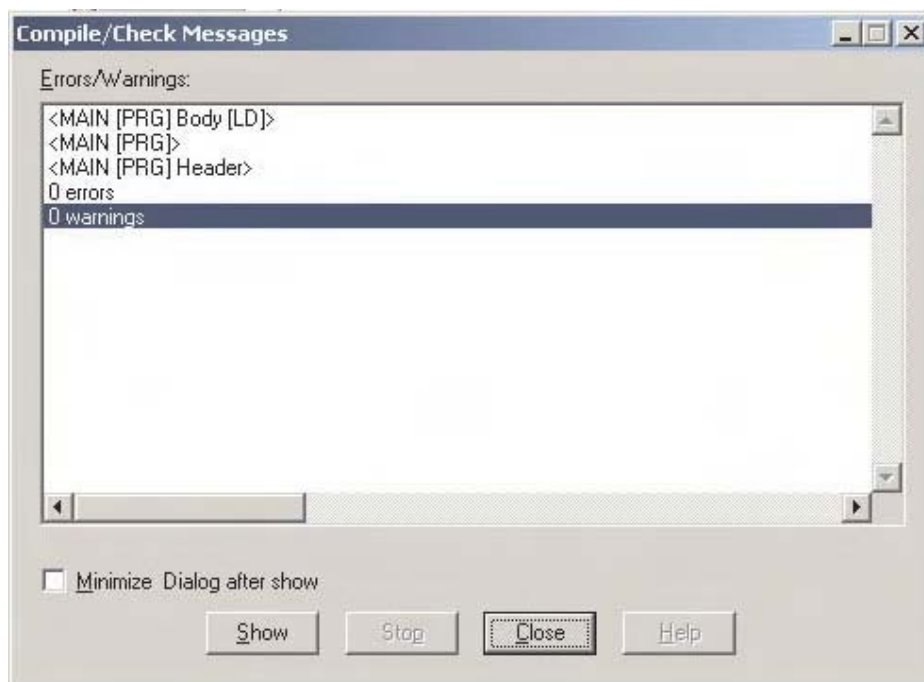 Compile/Check Messages
Errors/Warnings:
<MAIN [PRG] Body [LD]>
<MAIN [PRG]>
<MAIN [PRG] Header>
0 errors
0 warnings
Minimize Dialog after show
Show
Stop
Close
Help